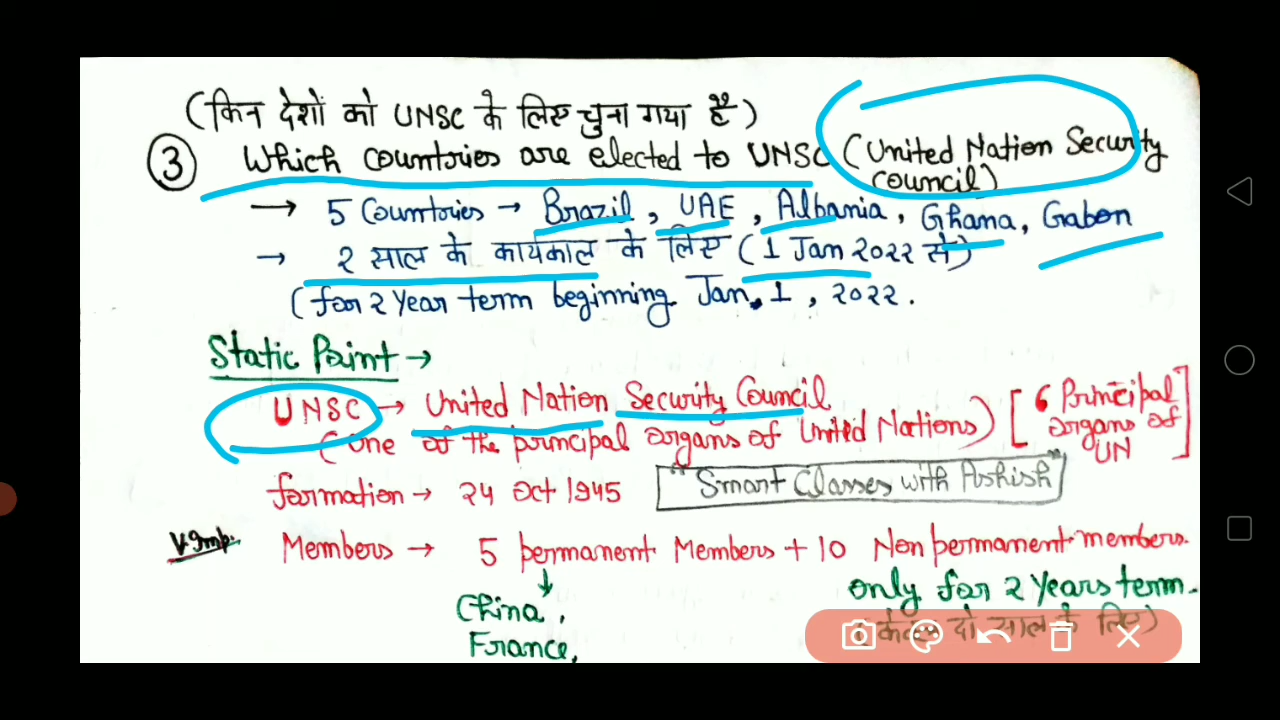 (किन देशों को UNSC के लिए चुना गया है)
③ Which countries are elected to UNSC (United Nation Security council)
→ 5 Countries → Brazil, UAE, Albania, Ghana, Gabon
→ 2 साल के कार्यकाल के लिए (1 Jan 2022 से)
(for 2 Year term beginning Jan. 1, 2022.
Static Point →
UNSC → United Nation Security Council
(One of the principal organs of United Nations) [6 Principal organs of UN]
formation → 24 Oct 1945 "Smart Classes with Ashish"
V.Imp. Members → 5 permanent Members + 10 Non permanent members.
China, only for 2 Years term.
France, (केवल दो साल के लिए)